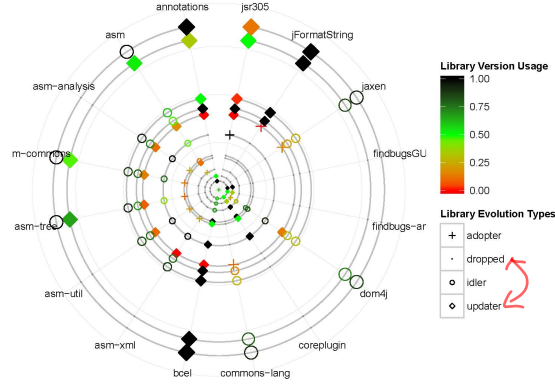 annotations
jsr305
asm
jFormatString
asm-analysis
jaxen
m-commons
findbugsGU
asm-tree
findbugs-ar
asm-util
dom4j
asm-xml
coreplugin
bcel
commons-lang
Library Version Usage
1.00
0.75
0.50
0.25
0.00
Library Evolution Types
adopter
dropped
idler
updater